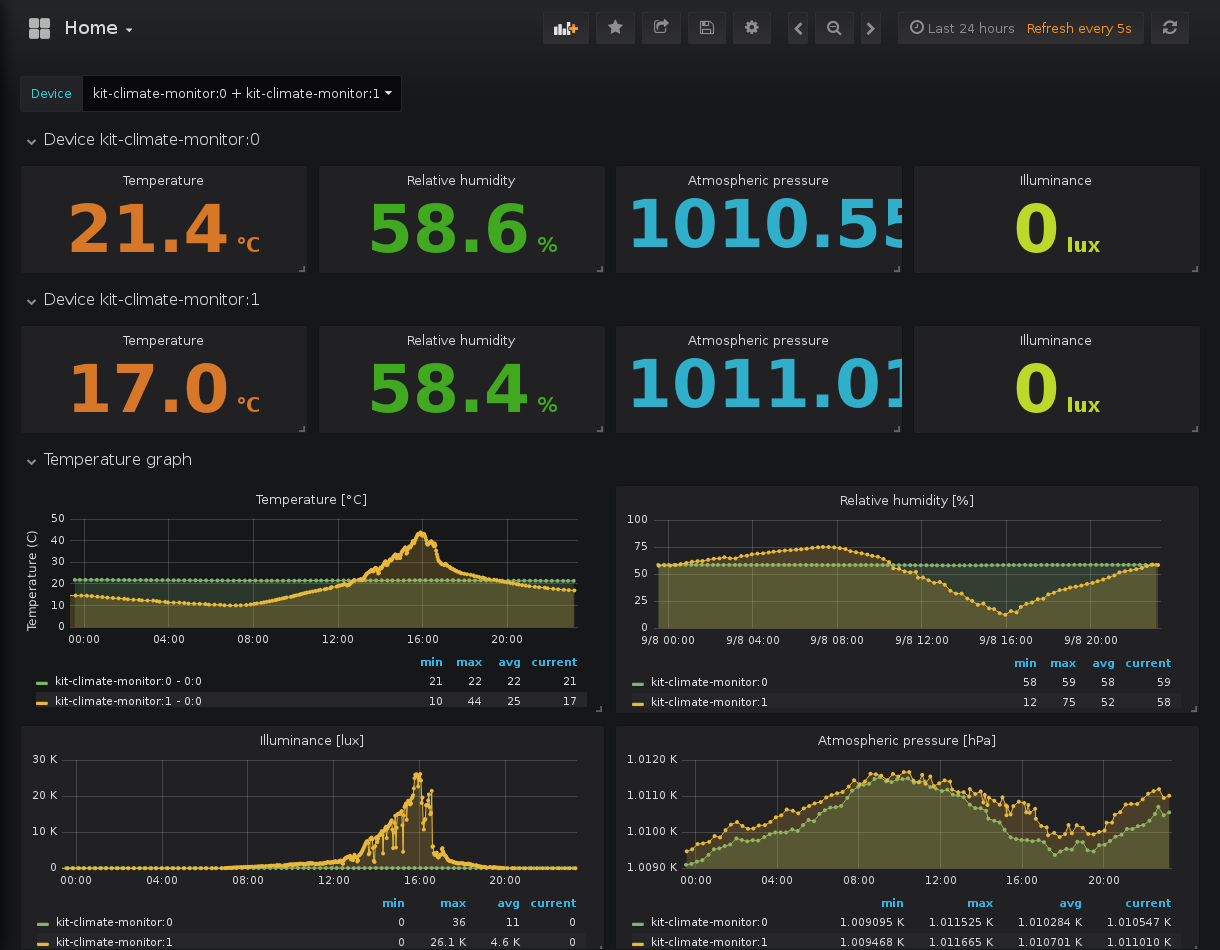 Home
Last 24 hours Refresh every 5s
Device kit-climate-monitor:0 + kit-climate-monitor:1
Device kit-climate-monitor:0
Temperature Relative humidity Atmospheric pressure Illuminance
21.4 °C 58.6 % 1010.55 0 lux
Device kit-climate-monitor:1
Temperature Relative humidity Atmospheric pressure Illuminance
17.0 °C 58.4 % 1011.01 0 lux
Temperature graph
Temperature [°C]
Temperature (C)
50
40
30
20
10
0
00:00 04:00 08:00 12:00 16:00 20:00
min max avg current
kit-climate-monitor:0 - 0:0 21 22 22 21
kit-climate-monitor:1 - 0:0 10 44 25 17
Relative humidity [%]
100
75
50
25
0
9/8 00:00 9/8 04:00 9/8 08:00 9/8 12:00 9/8 16:00 9/8 20:00
min max avg current
kit-climate-monitor:0 58 59 58 59
kit-climate-monitor:1 12 75 52 58
Illuminance [lux]
30 K
20 K
10 K
0
00:00 04:00 08:00 12:00 16:00 20:00
min max avg current
kit-climate-monitor:0 0 36 11 0
kit-climate-monitor:1 0 26.1 K 4.6 K 0
Atmospheric pressure [hPa]
1.0120 K
1.0110 K
1.0100 K
1.0090 K
00:00 04:00 08:00 12:00 16:00 20:00
min max avg current
kit-climate-monitor:0 1.009095 K 1.011525 K 1.010284 K 1.010547 K
kit-climate-monitor:1 1.009468 K 1.011665 K 1.010701 K 1.011010 K